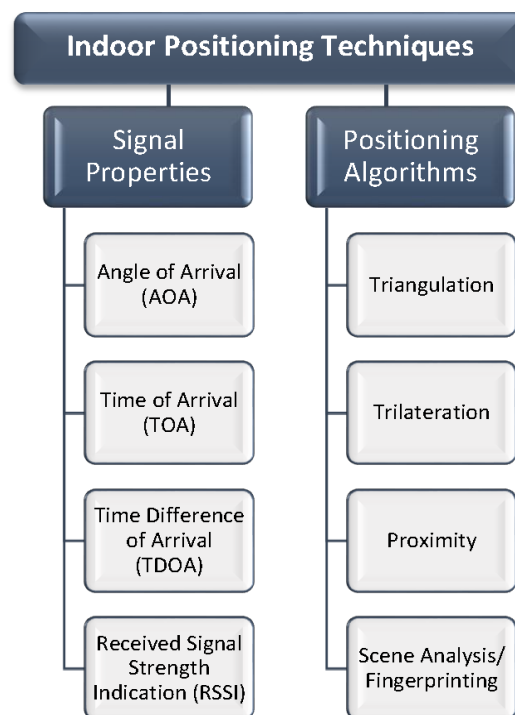 Indoor Positioning Techniques
Signal
Properties
Angle of Arrival
(AOA)
Time of Arrival
(TOA)
Time Difference
of Arrival
(TDOA)
Received Signal
Strength
Indication (RSSI)
Positioning
Algorithms
Triangulation
Trilateration
Proximity
Scene Analysis/
Fingerprinting